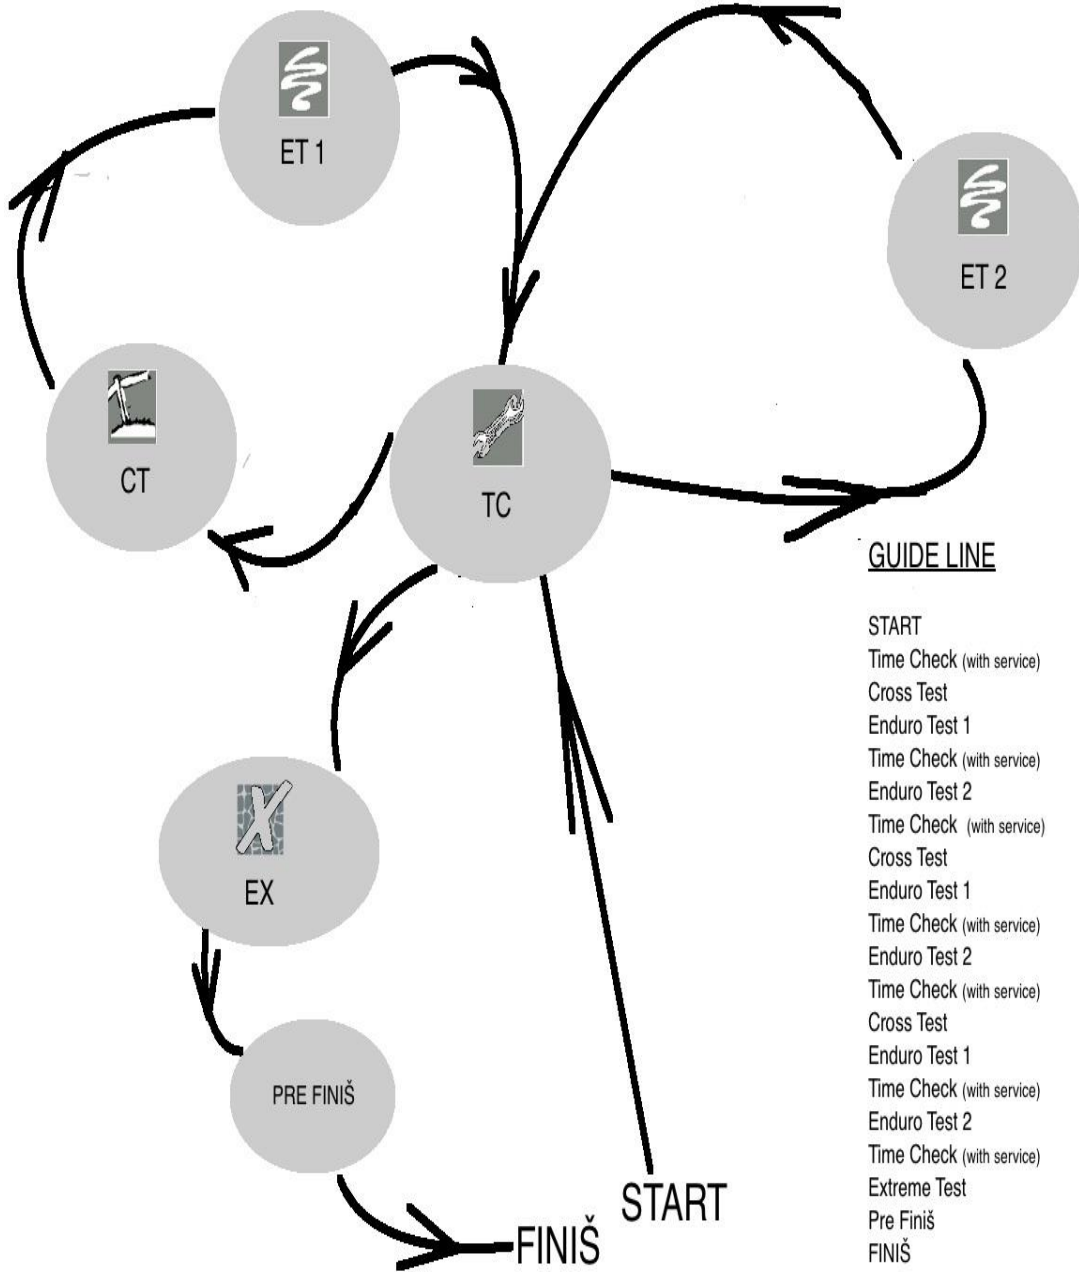 ET 1
ET 2
CT
TC
EX
PRE FINIŠ
START
FINIŠ
GUIDE LINE
START
Time Check (with service)
Cross Test
Enduro Test 1
Time Check (with service)
Enduro Test 2
Time Check (with service)
Cross Test
Enduro Test 1
Time Check (with service)
Enduro Test 2
Time Check (with service)
Cross Test
Enduro Test 1
Time Check (with service)
Enduro Test 2
Time Check (with service)
Extreme Test
Pre Finiš
FINIŠ